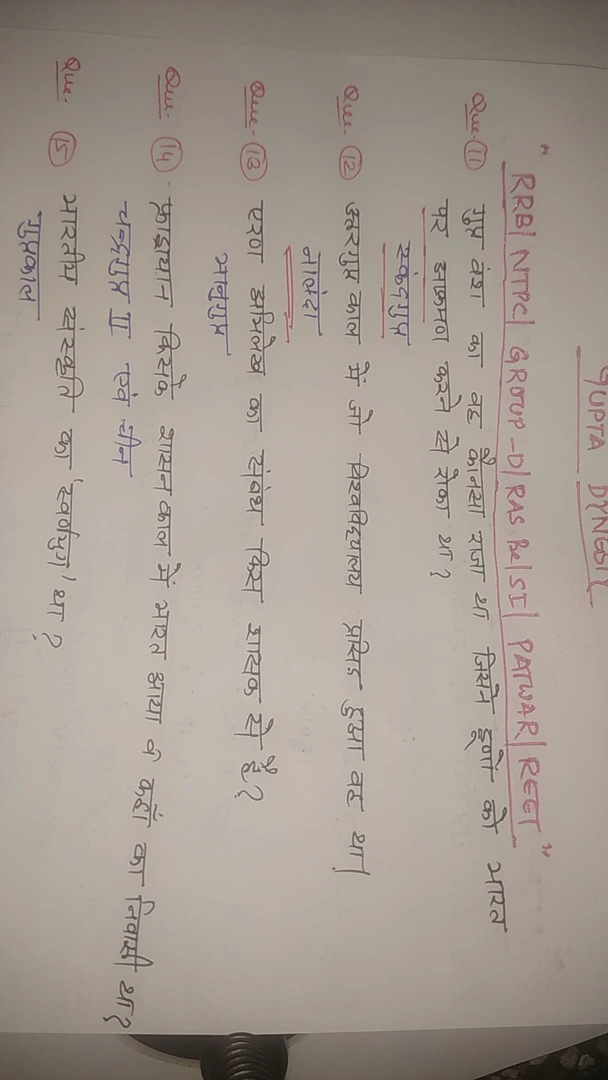 GUPTA DYNESTY
" RRB/ NTPC/ GROUP-D/ RAS Re/ SI/ PATWAR/ REET "
Que. 11 गुप्त वंश का वह कौनसा राजा था जिसने हूणो को भारत
पर आक्रमण करने से रोका था?
स्कंदगुप्त
Que. 12 उत्तरगुप्त काल में जो विश्वविद्यालय प्रसिद्ध हुआ वह था|
नालंदा
Que. 13 एरण अभिलेख का संबंध किस शासक से है?
भानुगुप्त
Que. 14 फ़ाह्यान किसके शासनकाल में भारत आया व कहाँ का निवासी था?
चन्द्रगुप्त II एवं चीन
Que. 15 भारतीय संस्कृति का 'स्वर्णयुग' था?
गुप्तकाल